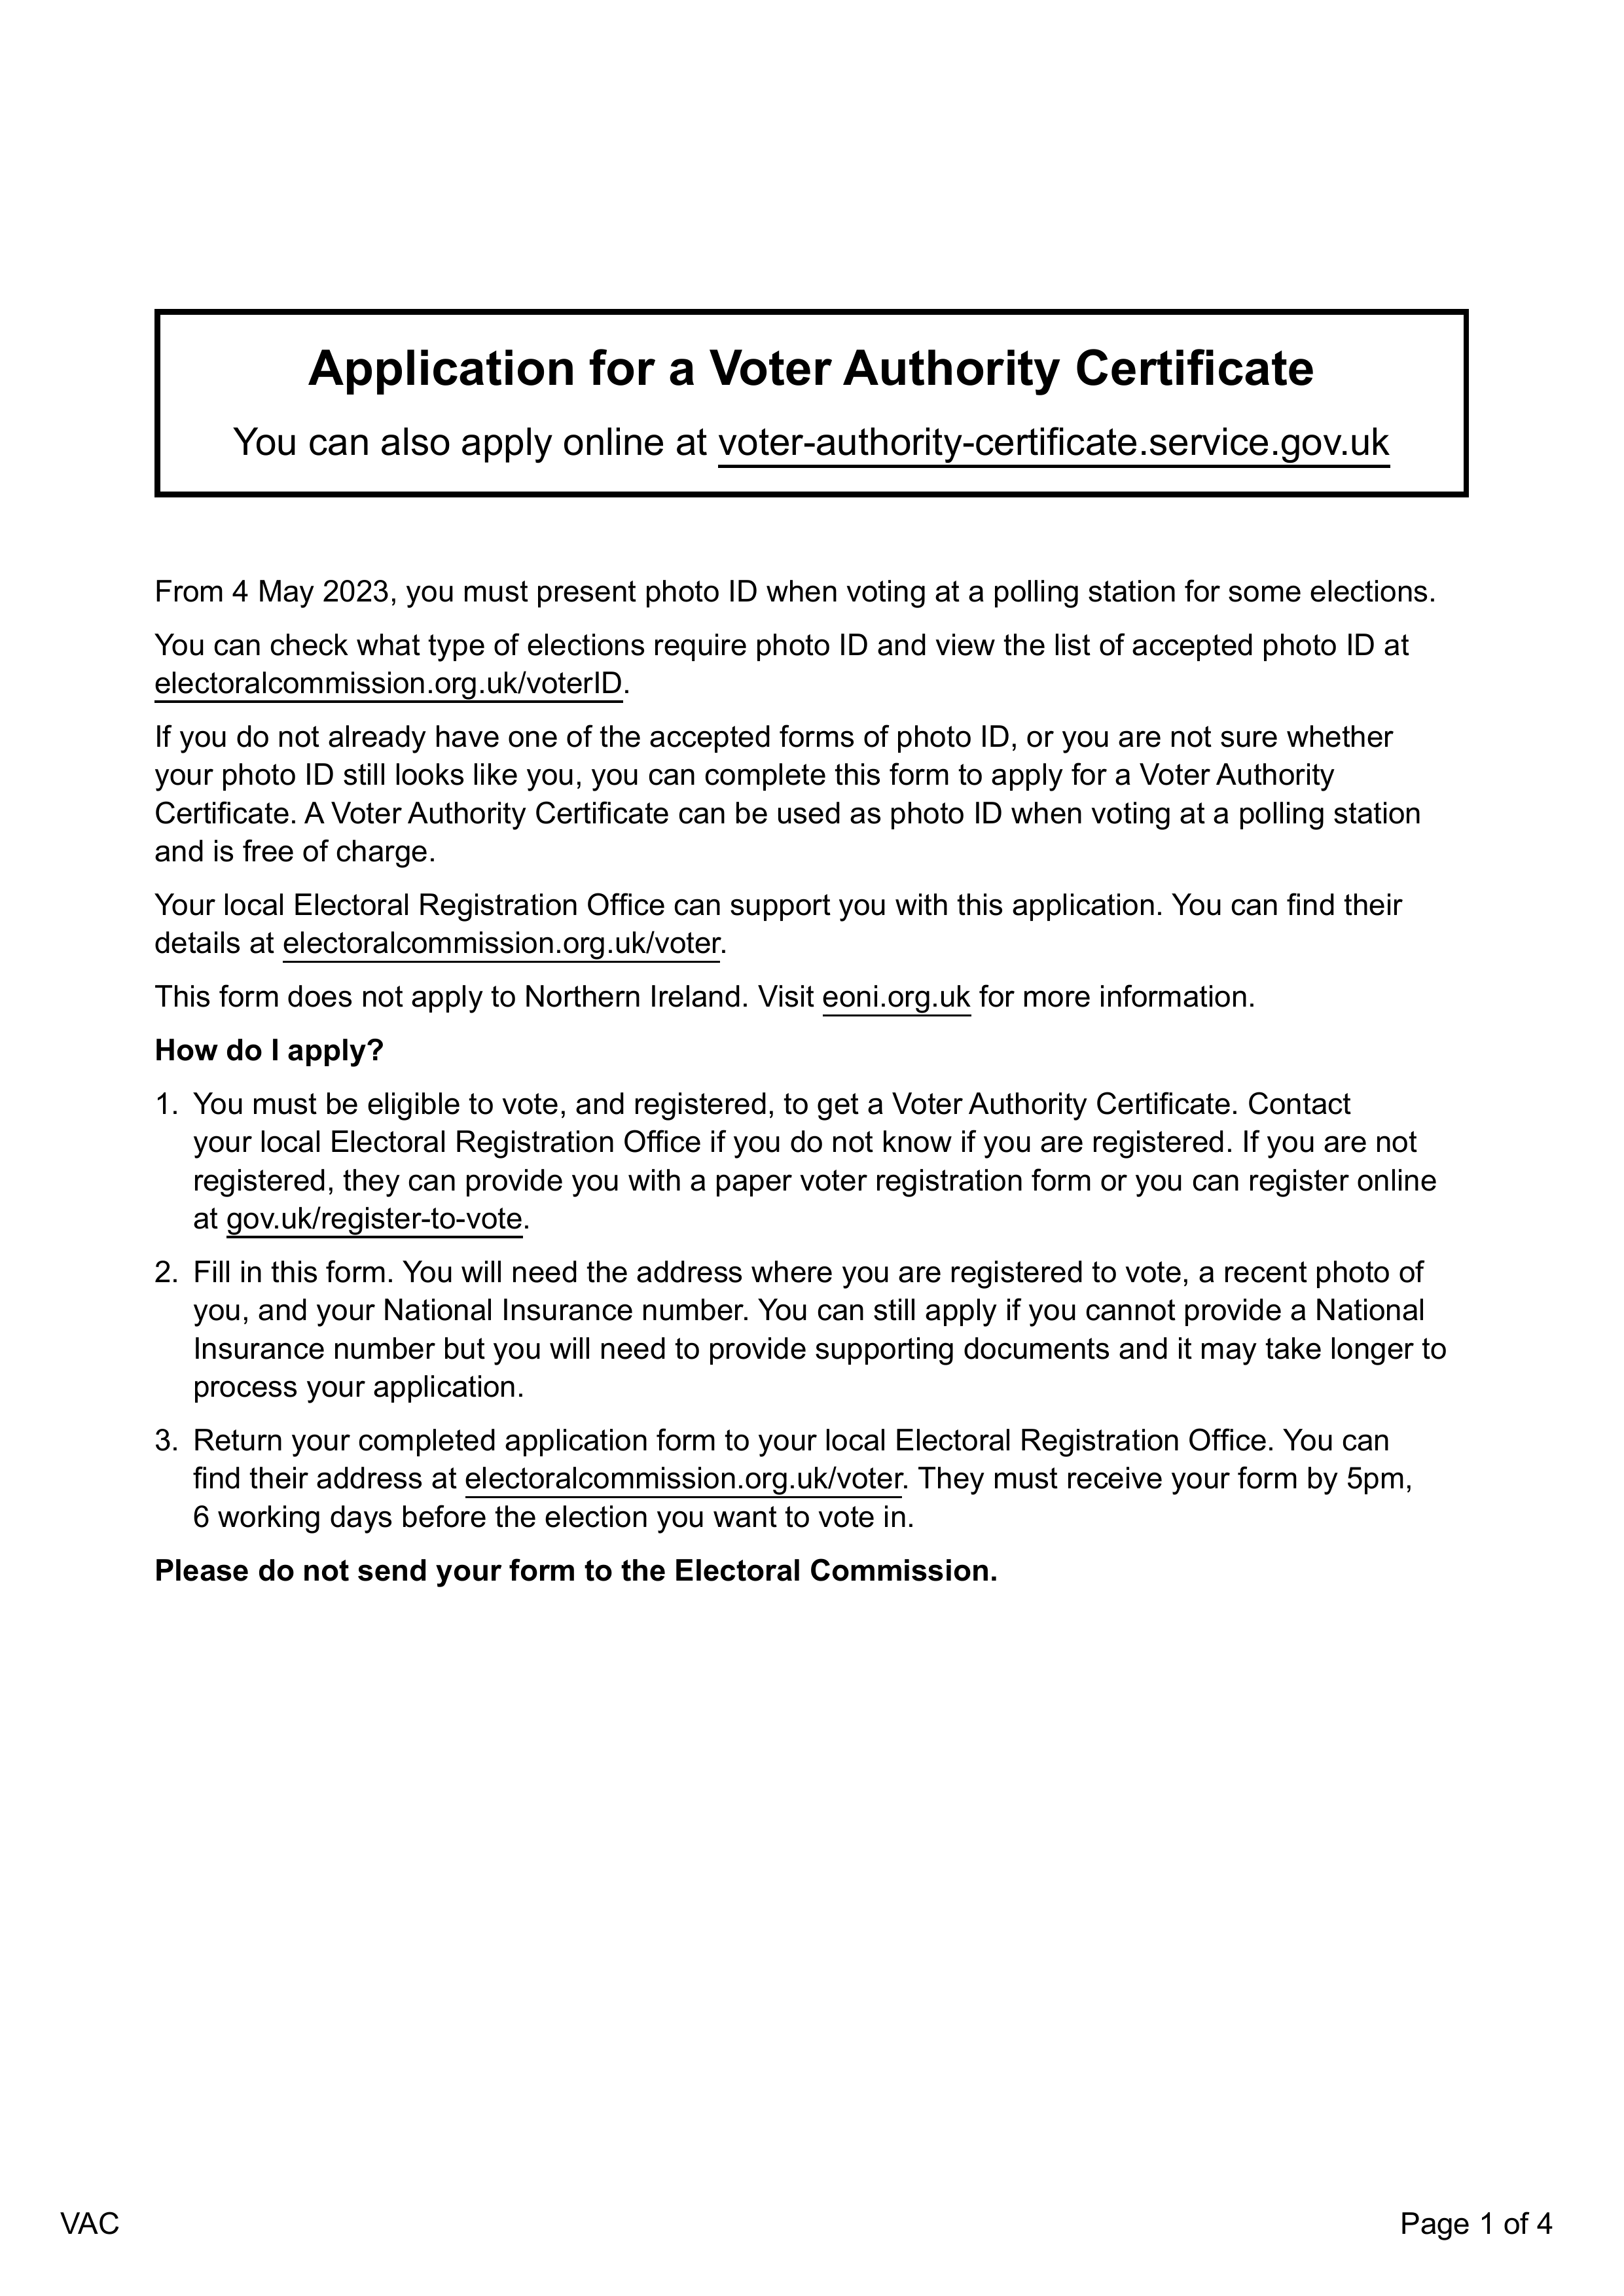 Application for a Voter Authority Certificate
You can also apply online at voter-authority-certificate.service.gov.uk
From 4 May 2023, you must present photo ID when voting at a polling station for some elections.
You can check what type of elections require photo ID and view the list of accepted photo ID at
electoralcommission.org.uk/voterID.
If you do not already have one of the accepted forms of photo ID, or you are not sure whether
your photo ID still looks like you, you can complete this form to apply for a Voter Authority
Certificate. A Voter Authority Certificate can be used as photo ID when voting at a polling station
and is free of charge.
Your local Electoral Registration Office can support you with this application. You can find their
details at electoralcommission.org.uk/voter.
This form does not apply to Northern Ireland. Visit eoni.org.uk for more information.
How do I apply?
1. You must be eligible to vote, and registered, to get a Voter Authority Certificate. Contact
your local Electoral Registration Office if you do not know if you are registered. If you are not
registered, they can provide you with a paper voter registration form or you can register online
at gov.uk/register-to-vote.
2. Fill in this form. You will need the address where you are registered to vote, a recent photo of
you, and your National Insurance number. You can still apply if you cannot provide a National
Insurance number but you will need to provide supporting documents and it may take longer to
process your application.
3. Return your completed application form to your local Electoral Registration Office. You can
find their address at electoralcommission.org.uk/voter. They must receive your form by 5pm,
6 working days before the election you want to vote in.
Please do not send your form to the Electoral Commission.
VAC
Page 1 of 4